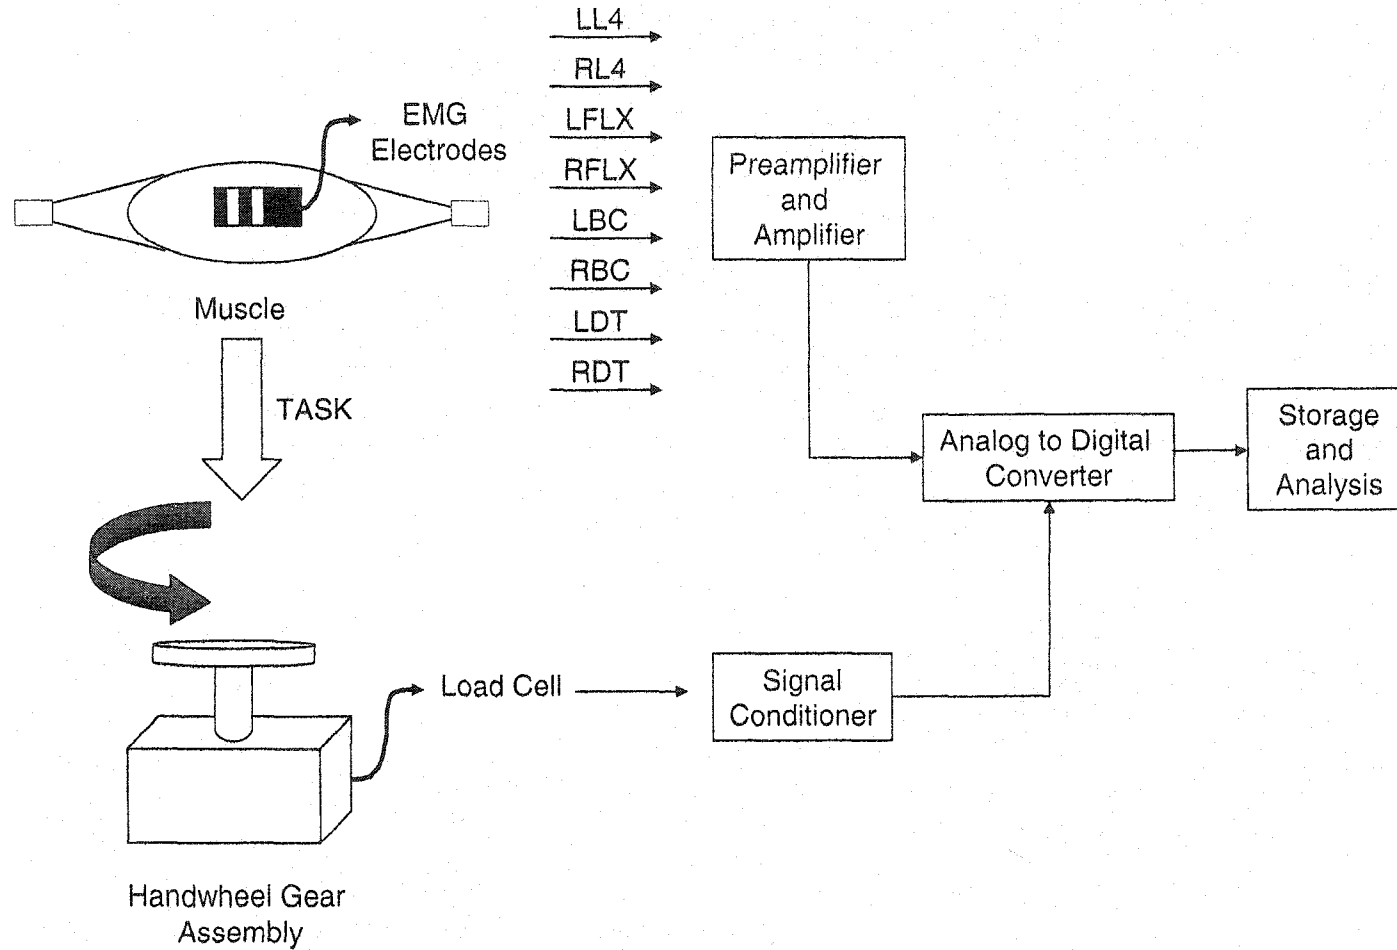 LL4
RL4
LFLX
RFLX
LBC
RBC
LDT
RDT
EMG
Electrodes
Muscle
TASK
Preamplifier
and
Amplifier
Analog to Digital
Converter
Storage
and
Analysis
Load Cell
Signal
Conditioner
Handwheel Gear
Assembly